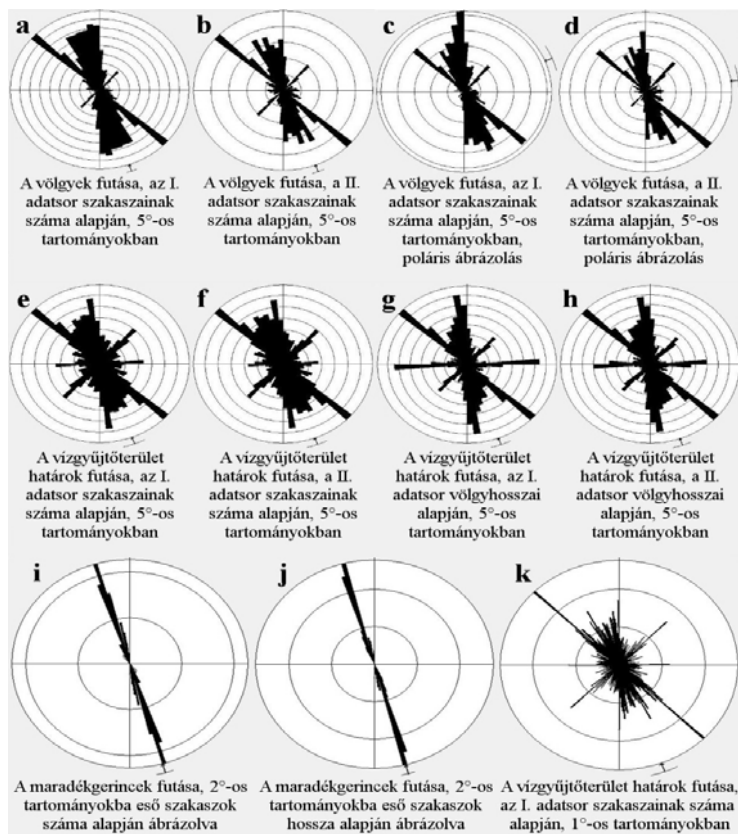 a
A völgyek futása, az I.
adatsor szakaszainak
száma alapján, 5°-os
tartományokban
b
A völgyek futása, a II.
adatsor szakaszainak
száma alapján, 5°-os
tartományokban
c
A völgyek futása, az I.
adatsor szakaszainak
száma alapján, 5°-os
tartományokban,
poláris ábrázolás
d
A völgyek futása, a II.
adatsor szakaszainak
száma alapján, 5°-os
tartományokban,
poláris ábrázolás
e
A vízgyűjtőterület
határok futása, az I.
adatsor szakaszainak
száma alapján, 5°-os
tartományokban
f
A vízgyűjtőterület
határok futása, a II.
adatsor szakaszainak
száma alapján, 5°-os
tartományokban
g
A vízgyűjtőterület
határok futása, az I.
adatsor völgyhosszai
alapján, 5°-os
tartományokban
h
A vízgyűjtőterület
határok futása, a II.
adatsor völgyhosszai
alapján, 5°-os
tartományokban
i
A maradékgerincek futása, 2°-os
tartományokba eső szakaszok
száma alapján ábrázolva
j
A maradékgerincek futása, 2°-os
tartományokba eső szakaszok
hossza alapján ábrázolva
k
A vízgyűjtőterület határok futása,
az I. adatsor szakaszainak száma
alapján, 1°-os tartományokban